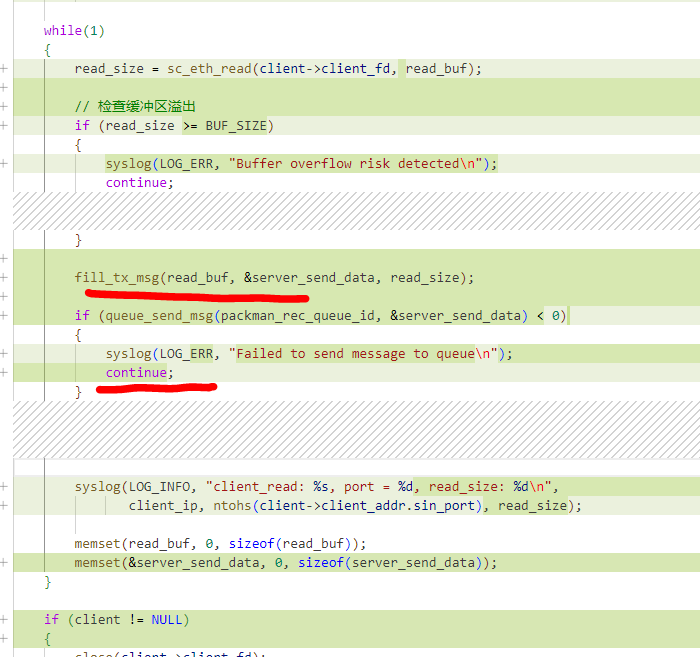 while(1)
{
read_size = sc_eth_read(client->client_fd, read_buf);
// 检查缓冲区溢出
if (read_size >= BUF_SIZE)
{
syslog(LOG_ERR, "Buffer overflow risk detected\n");
continue;
}
fill_tx_msg(read_buf, &server_send_data, read_size);
if (queue_send_msg(packman_rec_queue_id, &server_send_data) < 0)
{
syslog(LOG_ERR, "Failed to send message to queue\n");
continue;
}
syslog(LOG_INFO, "client_read: %s, port = %d, read_size: %d\n",
client_ip, ntohs(client->client_addr.sin_port), read_size);
memset(read_buf, 0, sizeof(read_buf));
memset(&server_send_data, 0, sizeof(server_send_data));
}
if (client != NULL)
{
close(client->client_fd);